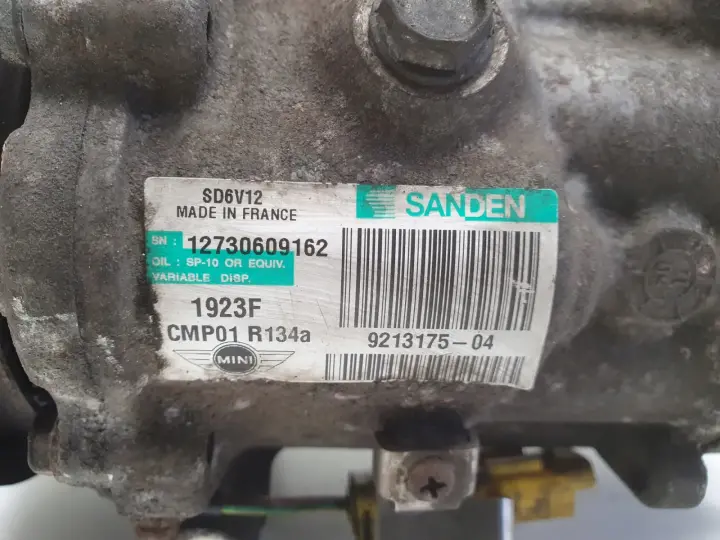 SD6V12
MADE IN FRANCE
SANDEN
SN : 12730609162
OIL : SP-10 OR EQUIV.
VARIABLE DISP.
1923F
CMP01 R134a
MINI
9213175-04